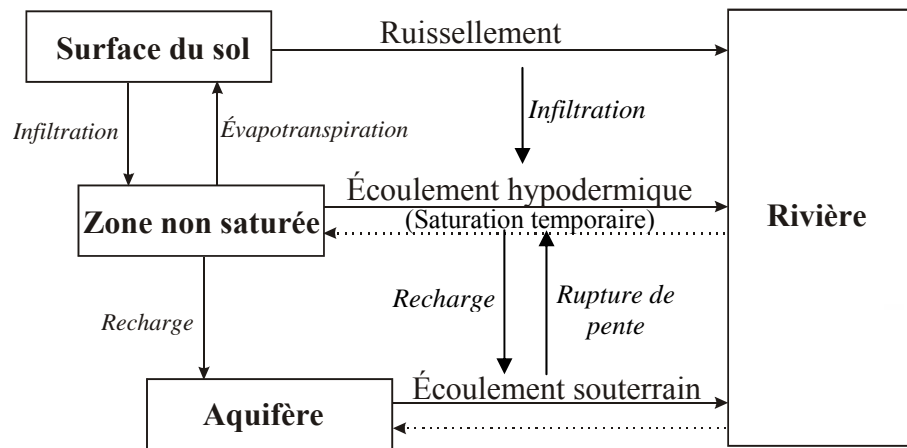 Ruissellement
Surface du sol
Infiltration
Évapotranspiration
Infiltration
Écoulement hypodermique
(Saturation temporaire)
Zone non saturée
Rivière
Recharge
Recharge
Rupture de
pente
Écoulement souterrain
Aquifère